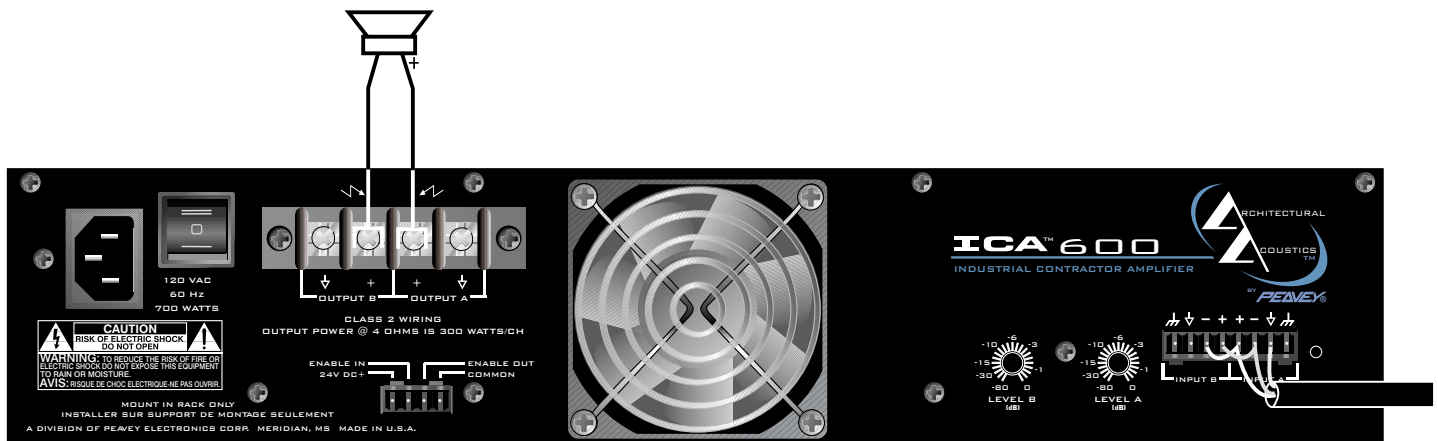 +
ARCHITECTURAL
ACOUSTICS™
BY PEAVEY®
ICA™ 600
INDUSTRIAL CONTRACTOR AMPLIFIER
120 VAC
60 Hz
700 WATTS
+ +
OUTPUT B OUTPUT A
CLASS 2 WIRING
OUTPUT POWER @ 4 OHMS IS 300 WATTS/CH
CAUTION
RISK OF ELECTRIC SHOCK
DO NOT OPEN
WARNING: TO REDUCE THE RISK OF FIRE OR
ELECTRIC SHOCK DO NOT EXPOSE THIS EQUIPMENT
TO RAIN OR MOISTURE.
AVIS: RISQUE DE CHOC ELECTRIQUE-NE PAS OUVRIR.
ENABLE IN ENABLE OUT
24V DC+ COMMON
MOUNT IN RACK ONLY
INSTALLER SUR SUPPORT DE MONTAGE SEULEMENT
A DIVISION OF PEAVEY ELECTRONICS CORP. MERIDIAN, MS MADE IN U.S.A.
-6
-10 -3
-15
-30 -1
-80 0
LEVEL B
(dB)
-6
-10 -3
-15
-30 -1
-80 0
LEVEL A
(dB)
- + + -
INPUT B INPUT A